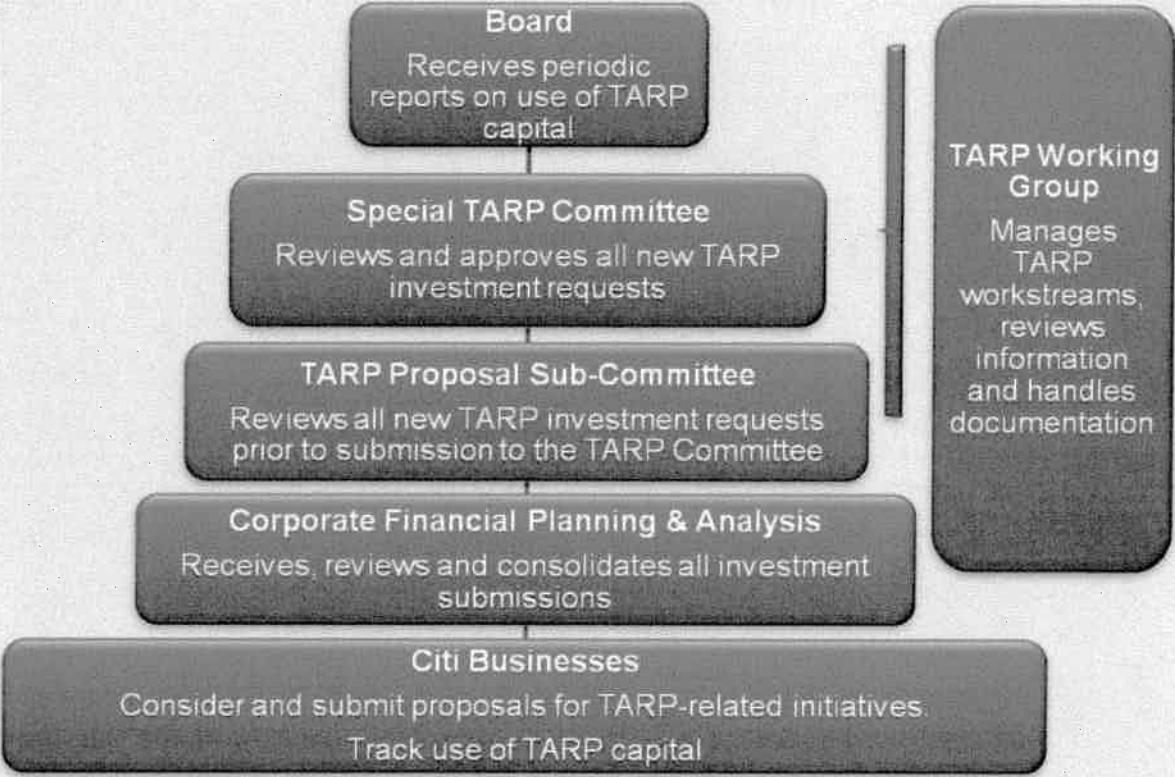 Board
Receives periodic
reports on use of TARP
capital
Special TARP Committee
Reviews and approves all new TARP
investment requests
TARP Proposal Sub-Committee
Reviews all new TARP investment requests
prior to submission to the TARP Committee
Corporate Financial Planning & Analysis
Receives, reviews and consolidates all investment
submissions
Citi Businesses
Consider and submit proposals for TARP-related initiatives.
Track use of TARP capital
TARP Working
Group
Manages
TARP
workstreams,
reviews
information
and handles
documentation